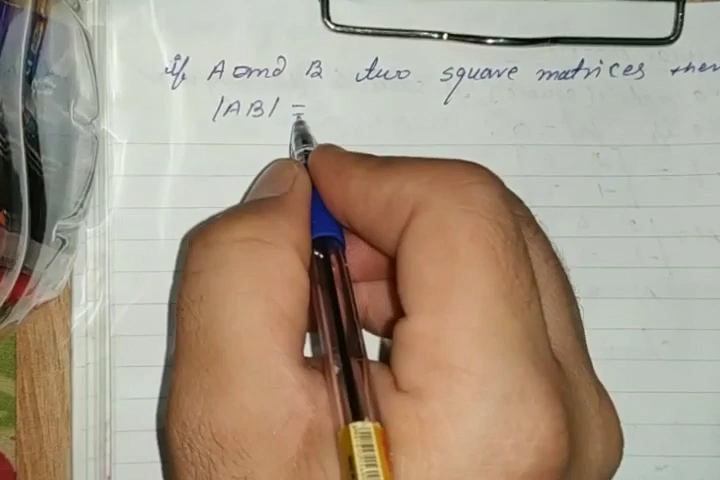 if A and B two square matrices then
|AB| =